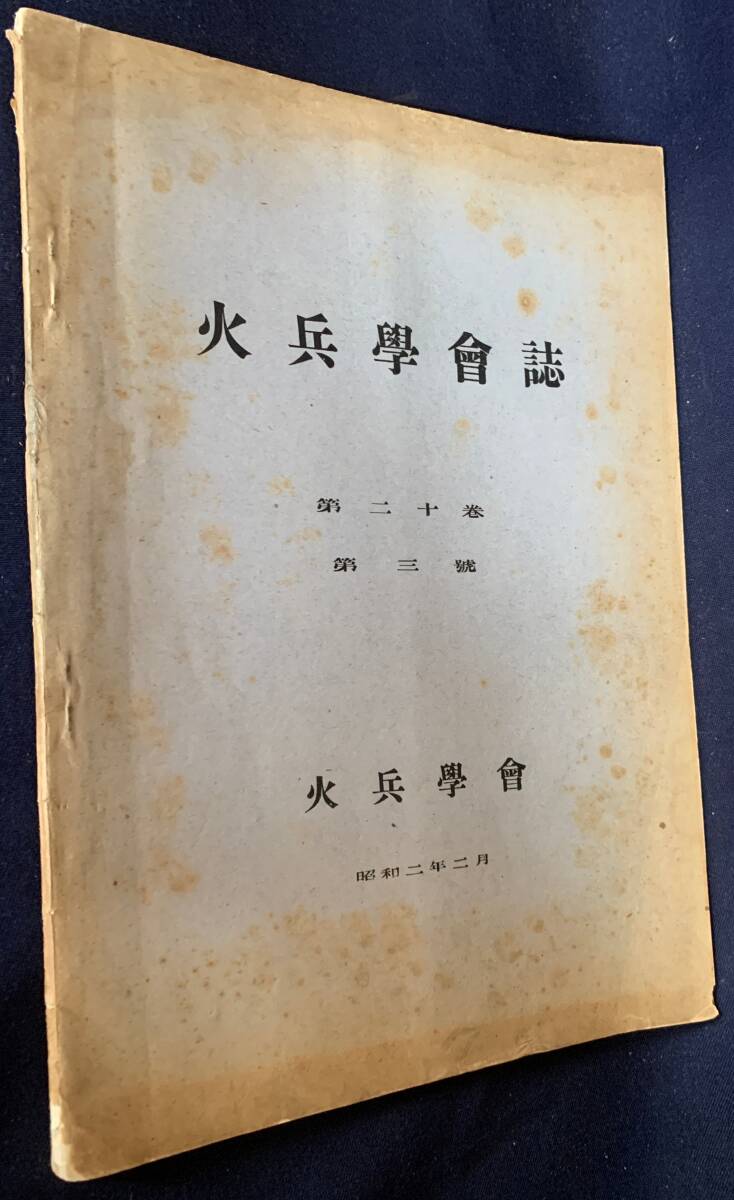 火兵學會誌
第二十卷
第三號
火兵學會
昭和二年二月